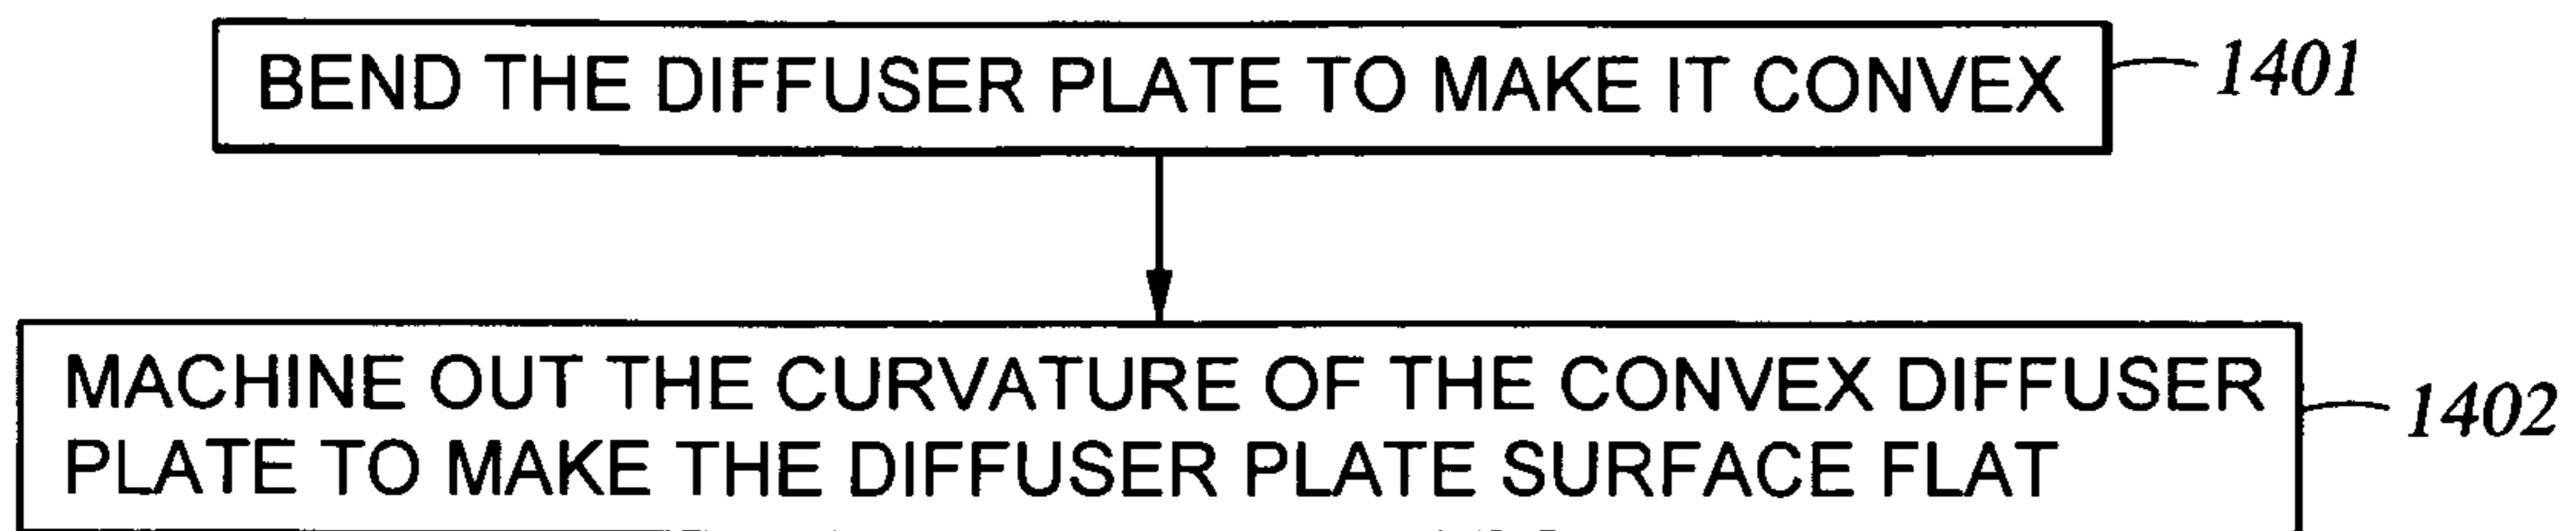 BEND THE DIFFUSER PLATE TO MAKE IT CONVEX
1401
MACHINE OUT THE CURVATURE OF THE CONVEX DIFFUSER
PLATE TO MAKE THE DIFFUSER PLATE SURFACE FLAT
1402